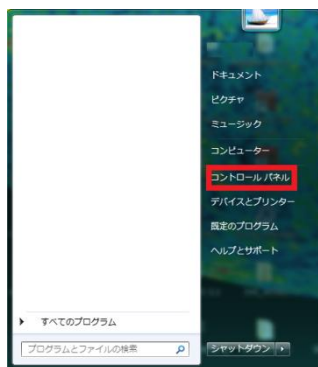 ドキュメント
ピクチャ
ミュージック
コンピューター
コントロール パネル
デバイスとプリンター
既定のプログラム
ヘルプとサポート
すべてのプログラム
プログラムとファイルの検索
シャットダウン